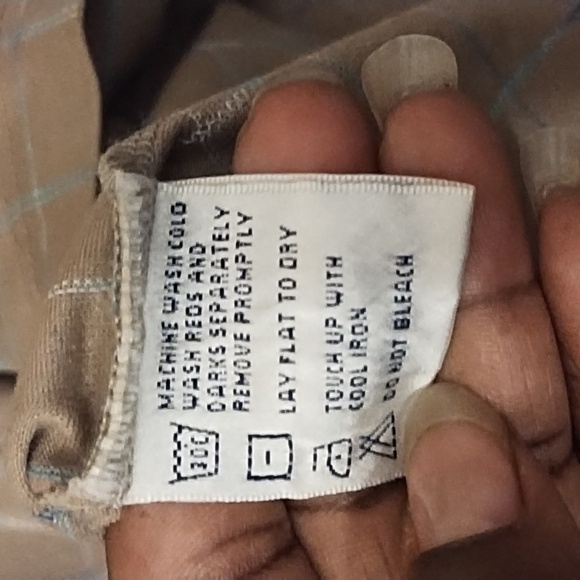 MACHINE WASH COLD
WASH REDS AND
DARKS SEPARATELY
REMOVE PROMPTLY
LAY FLAT TO DRY
TOUCH UP WITH
COOL IRON
DO NOT BLEACH
30C